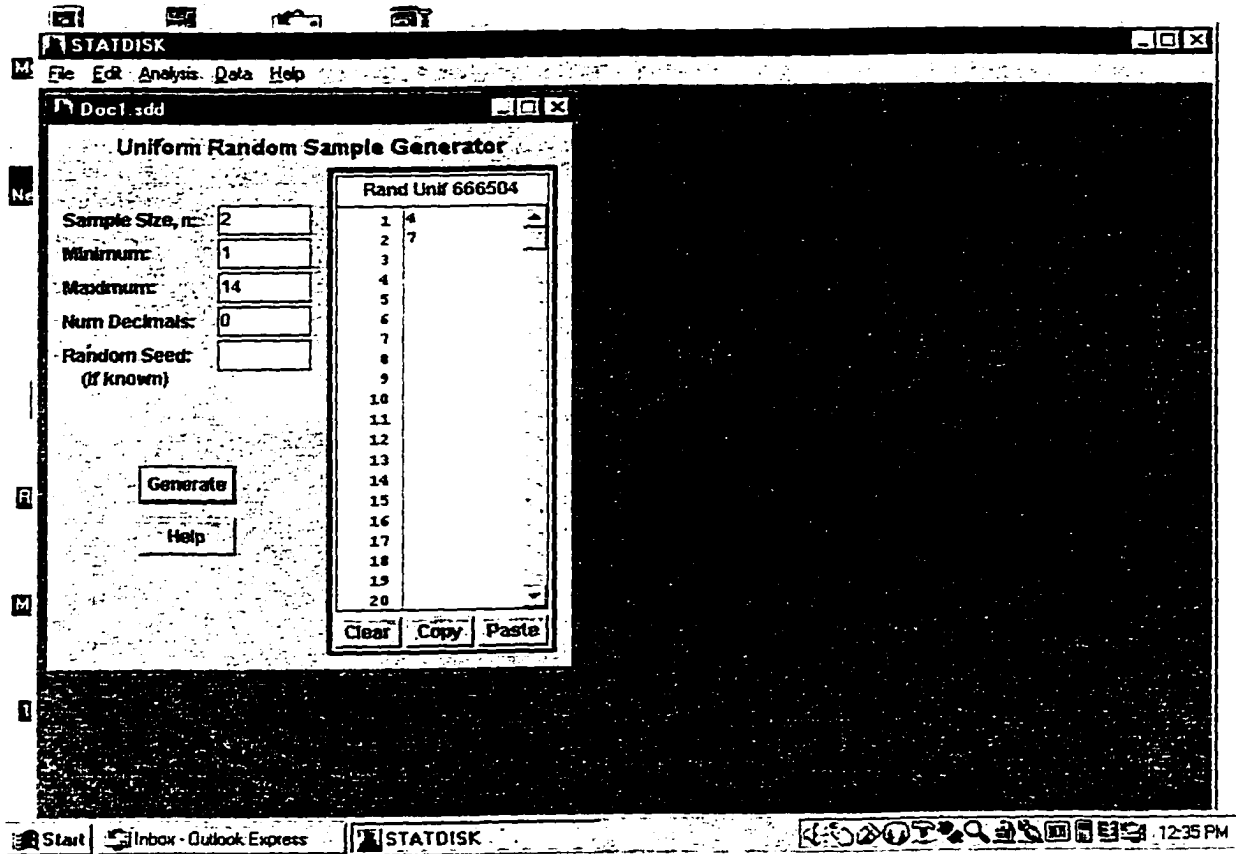 STATDISK
File Edit Analysis Data Help
Doc1.sdd
Uniform Random Sample Generator
Rand Unif 666504
Sample Size, n: 2
Minimum: 1
Maximum: 14
Num Decimals: 0
Random Seed:
(if known)
Generate
Help
1 4
2 7
3
4
5
6
7
8
9
10
11
12
13
14
15
16
17
18
19
20
Clear Copy Paste
M
Ne
R
M
1
Start Inbox - Outlook Express STATDISK 12:35 PM